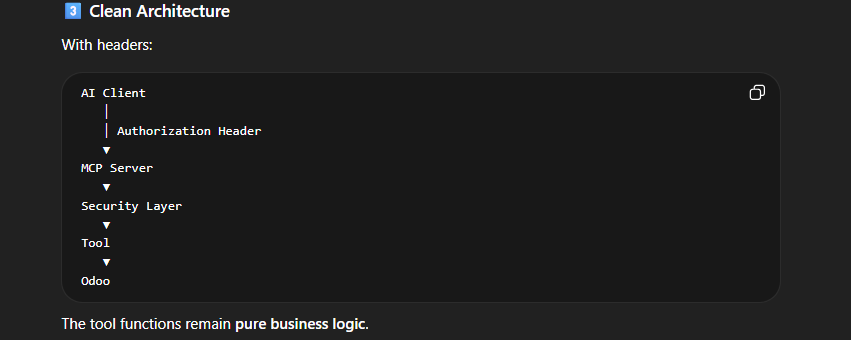 3 Clean Architecture
With headers:
AI Client
│
│ Authorization Header
▼
MCP Server
▼
Security Layer
▼
Tool
▼
Odoo
The tool functions remain pure business logic.